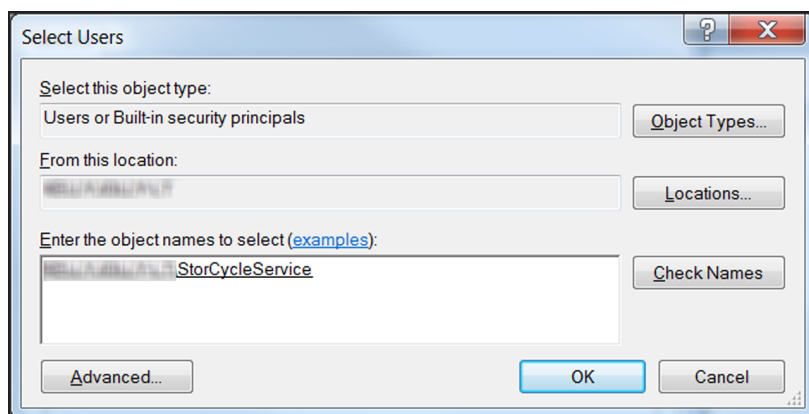 Select Users
Select this object type:
Users or Built-in security principals
Object Types...
From this location:
Locations...
Enter the object names to select (examples):
StorCycleService
Check Names
Advanced...
OK
Cancel